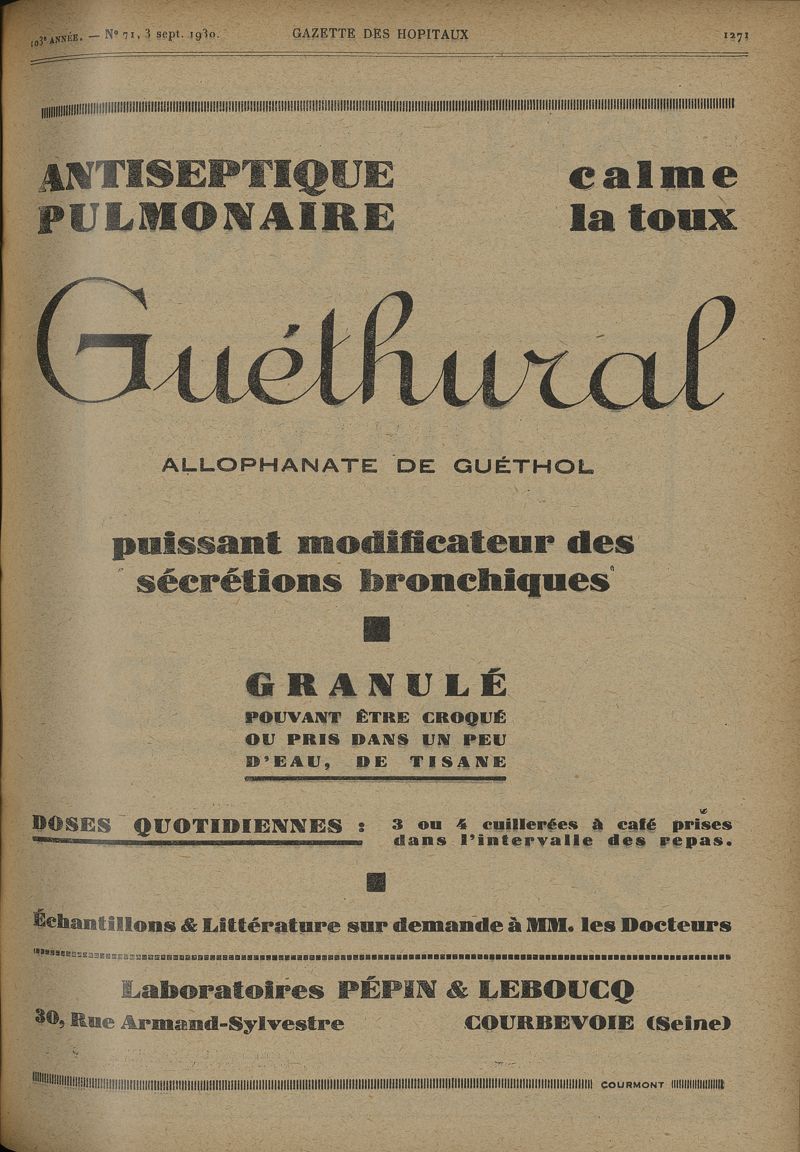 103e ANNÉE. — No 71, 3 sept. 1930.
GAZETTE DES HOPITAUX
1271
ANTISEPTIQUE
PULMONAIRE
calme
la toux
Guéthural
ALLOPHANATE DE GUÉTHOL
puissant modificateur des
sécrétions bronchiques
GRANULÉ
POUVANT ÊTRE CROQUÉ
OU PRIS DANS UN PEU
D'EAU, DE TISANE
DOSES QUOTIDIENNES : 3 ou 4 cuillerées à café prises
dans l'intervalle des repas.
Échantillons & Littérature sur demande à MM. les Docteurs
Laboratoires PÉPIN & LEBOUCQ
30, Rue Armand-Sylvestre COURBEVOIE (Seine)
COURMONT